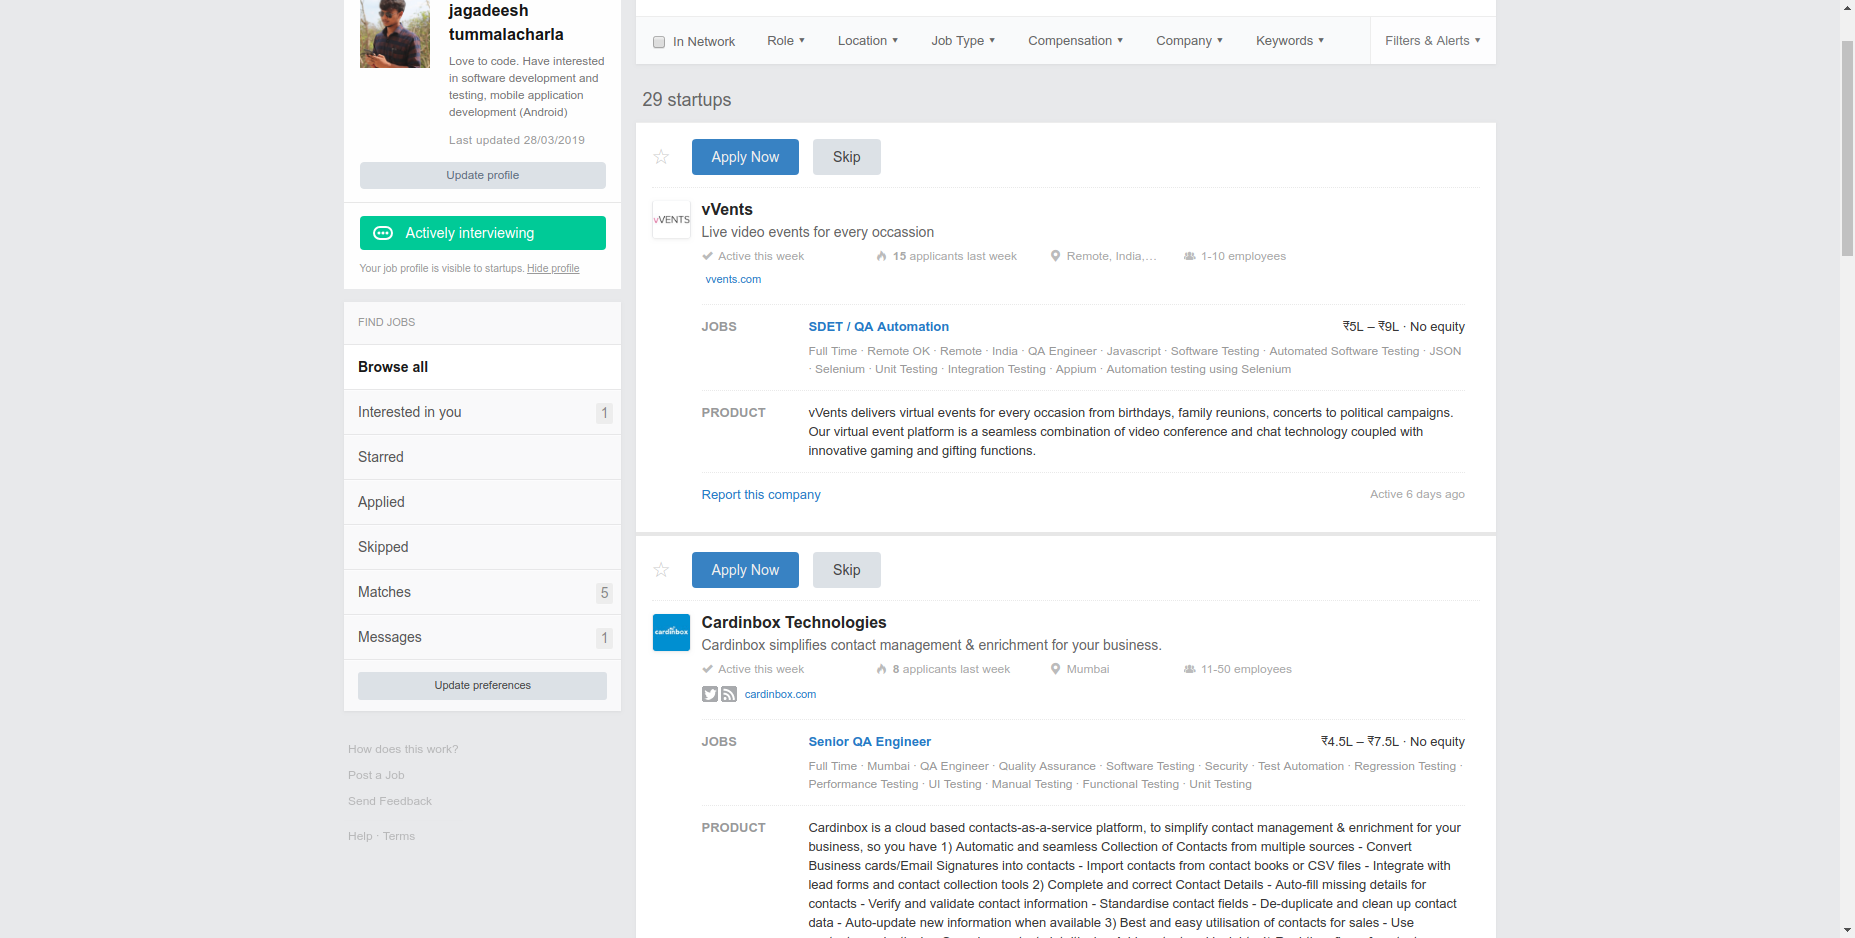 jagadeesh
tummalacharla
Love to code. Have interested
in software development and
testing, mobile application
development (Android)
Last updated 28/03/2019
Update profile
Actively interviewing
Your job profile is visible to startups. Hide profile
FIND JOBS
Browse all
Interested in you 1
Starred
Applied
Skipped
Matches 5
Messages 1
Update preferences
How does this work?
Post a Job
Send Feedback
Help · Terms
In Network Role ▾ Location ▾ Job Type ▾ Compensation ▾ Company ▾ Keywords ▾ Filters & Alerts ▾
29 startups
Apply Now Skip
vVENTS
vVents
Live video events for every occassion
Active this week 15 applicants last week Remote, India,... 1-10 employees
vvents.com
JOBS SDET / QA Automation ₹5L – ₹9L · No equity
Full Time · Remote OK · Remote · India · QA Engineer · Javascript · Software Testing · Automated Software Testing · JSON
· Selenium · Unit Testing · Integration Testing · Appium · Automation testing using Selenium
PRODUCT vVents delivers virtual events for every occasion from birthdays, family reunions, concerts to political campaigns.
Our virtual event platform is a seamless combination of video conference and chat technology coupled with
innovative gaming and gifting functions.
Report this company Active 6 days ago
Apply Now Skip
cardinbox
Cardinbox Technologies
Cardinbox simplifies contact management & enrichment for your business.
Active this week 8 applicants last week Mumbai 11-50 employees
cardinbox.com
JOBS Senior QA Engineer ₹4.5L – ₹7.5L · No equity
Full Time · Mumbai · QA Engineer · Quality Assurance · Software Testing · Security · Test Automation · Regression Testing ·
Performance Testing · UI Testing · Manual Testing · Functional Testing · Unit Testing
PRODUCT Cardinbox is a cloud based contacts-as-a-service platform, to simplify contact management & enrichment for your
business, so you have 1) Automatic and seamless Collection of Contacts from multiple sources - Convert
Business cards/Email Signatures into contacts - Import contacts from contact books or CSV files - Integrate with
lead forms and contact collection tools 2) Complete and correct Contact Details - Auto-fill missing details for
contacts - Verify and validate contact information - Standardise contact fields - De-duplicate and clean up contact
data - Auto-update new information when available 3) Best and easy utilisation of contacts for sales - Use